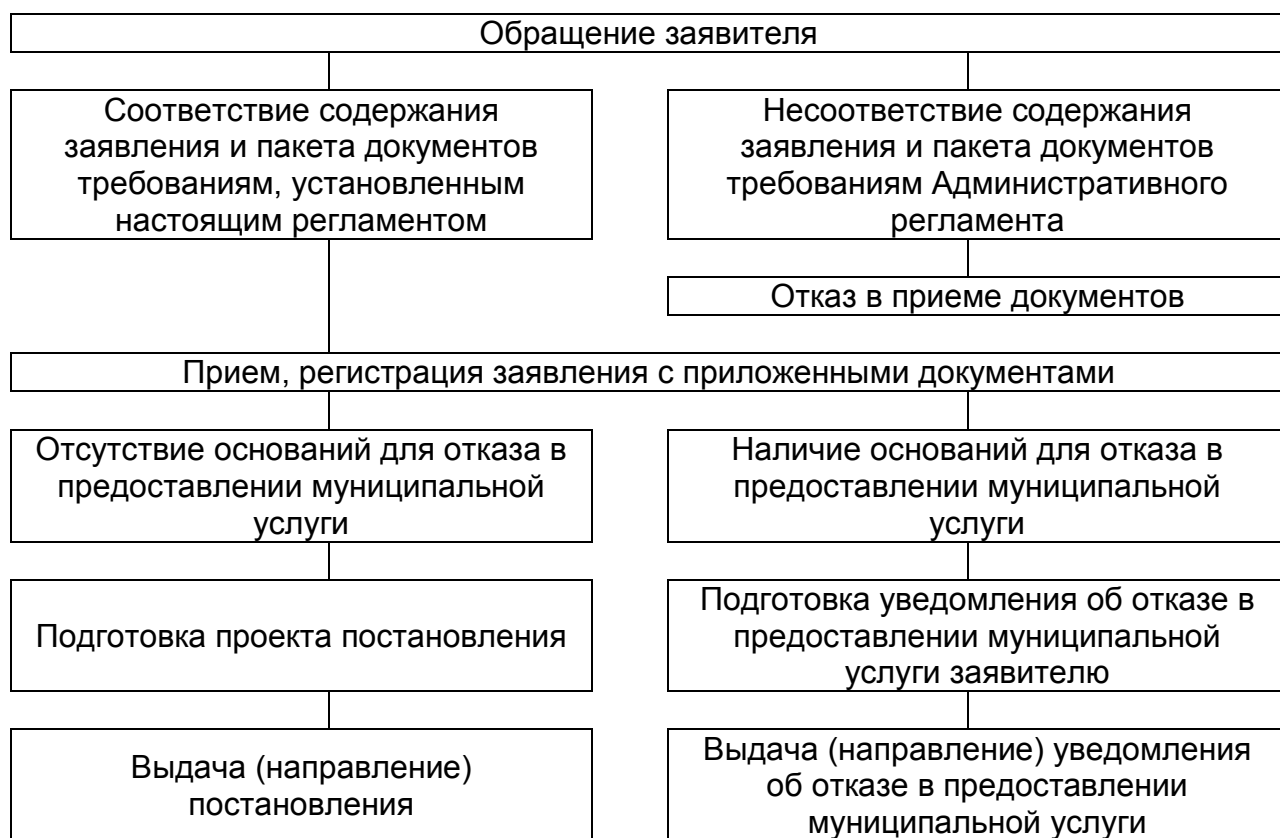 Обращение заявителя
Соответствие содержания
заявления и пакета документов
требованиям, установленным
настоящим регламентом
Несоответствие содержания
заявления и пакета документов
требованиям Административного
регламента
Отказ в приеме документов
Прием, регистрация заявления с приложенными документами
Отсутствие оснований для отказа в
предоставлении муниципальной
услуги
Наличие оснований для отказа в
предоставлении муниципальной
услуги
Подготовка проекта постановления
Подготовка уведомления об отказе в
предоставлении муниципальной
услуги заявителю
Выдача (направление)
постановления
Выдача (направление) уведомления
об отказе в предоставлении
муниципальной услуги